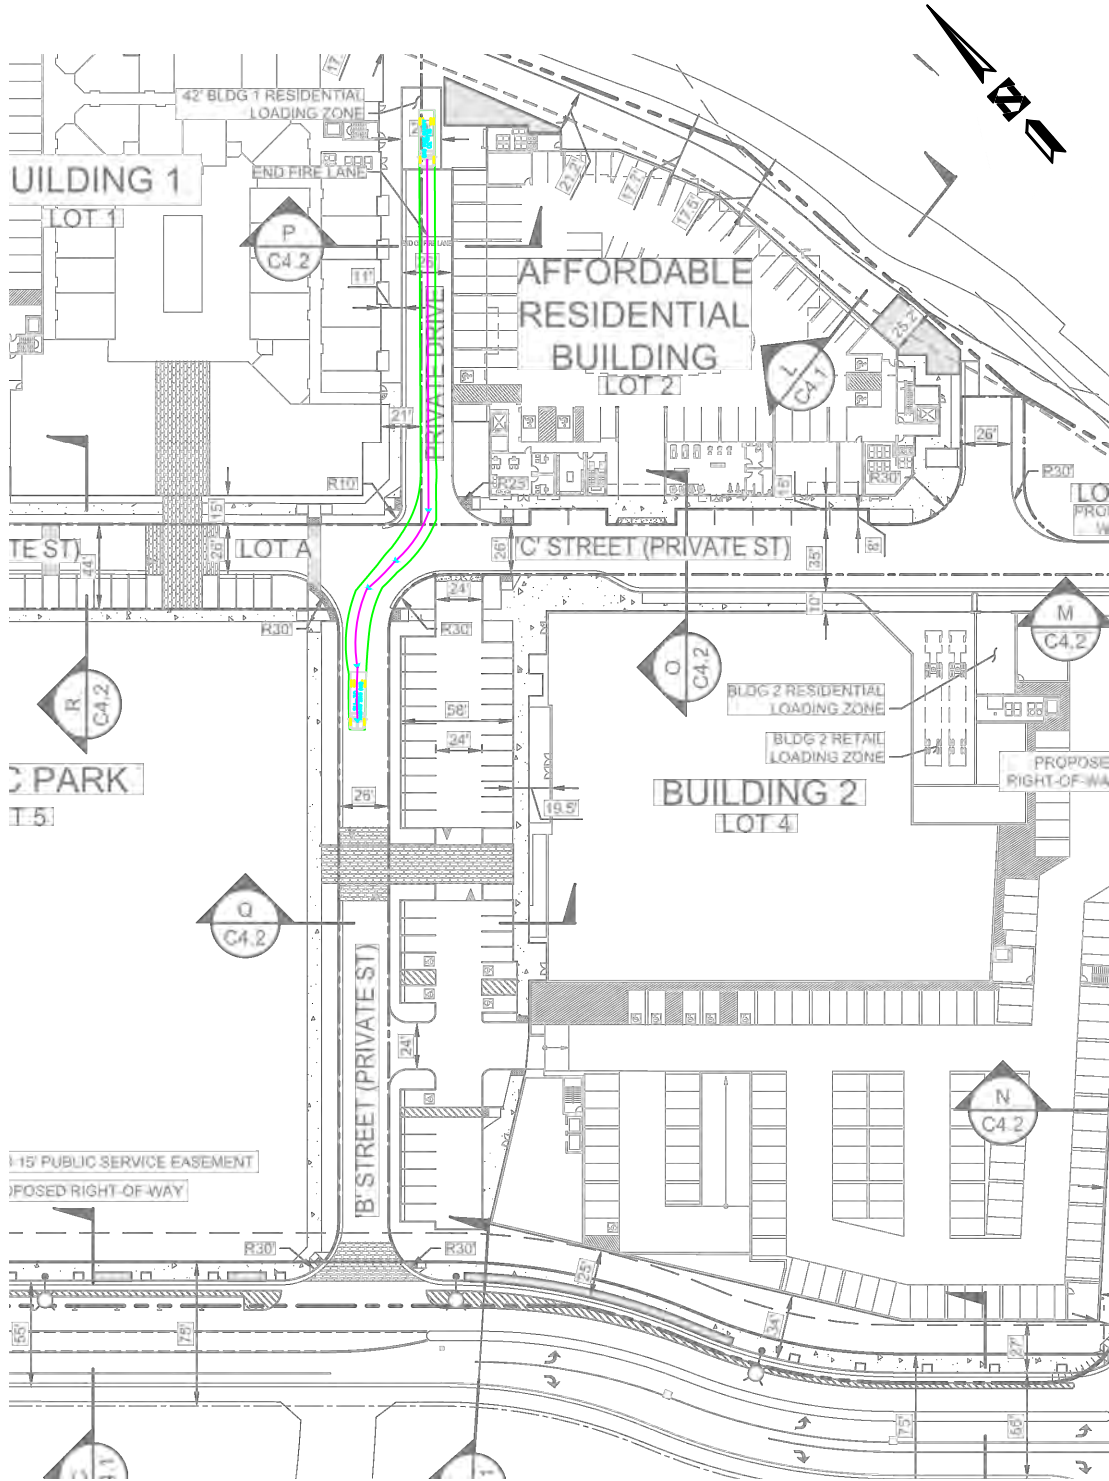 17.
42' BLDG 1 RESIDENTIAL
LOADING ZONE
END FIRE LANE
UILDING 1
LOT 1
P
C4.2
21.2'
17.2'
17.5'
26'
11'
AFFORDABLE
RESIDENTIAL
BUILDING
LOT 2
PRIVATE DRIVE
25.2'
L
C4.1
21'
26'
R10'
R25'
R30'
R30'
LO
15'
15'
TE ST)
44'
26'
LOT A
26'
'C' STREET (PRIVATE ST)
35'
8'
24'
10'
R30'
R30'
M
C4.2
R
C4.2
O
C4.2
BLDG 2 RESIDENTIAL
LOADING ZONE
58'
24'
BLDG 2 RETAIL
LOADING ZONE
PROPOSE
RIGHT-OF-WA
C PARK
T 5
26'
19.5'
BUILDING 2
LOT 4
Q
C4.2
'B' STREET (PRIVATE ST)
24'
N
C4.2
15' PUBLIC SERVICE EASEMENT
OPOSED RIGHT-OF-WAY
R30'
R30'
25'
55'
75'
34'
27'
75'
56'